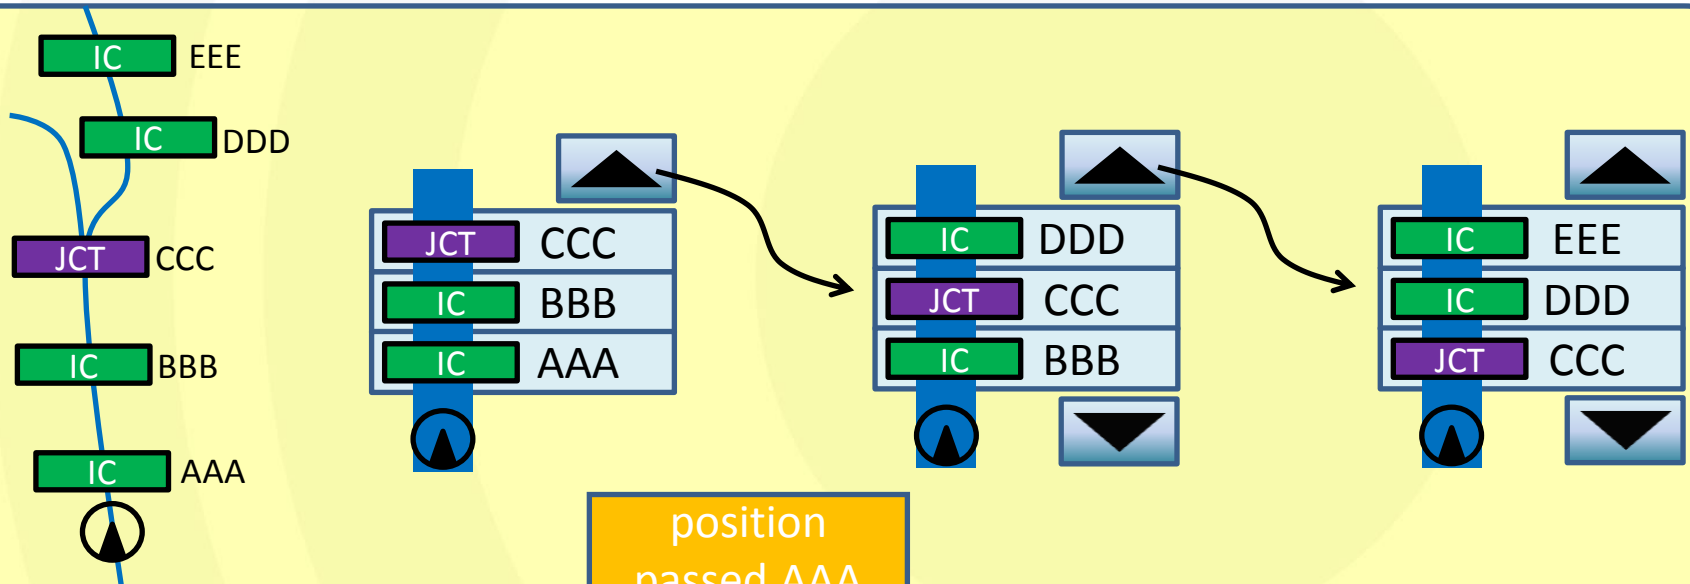 IC EEE
IC DDD
JCT CCC
IC BBB
IC AAA
JCT CCC
IC BBB
IC AAA
IC DDD
JCT CCC
IC BBB
IC EEE
IC DDD
JCT CCC
position
passed AAA